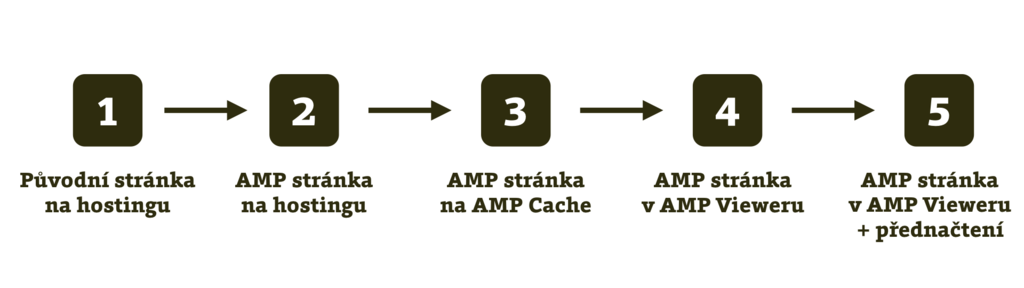 1
Původní stránka
na hostingu
2
AMP stránka
na hostingu
3
AMP stránka
na AMP Cache
4
AMP stránka
v AMP Vieweru
5
AMP stránka
v AMP Vieweru
+ přednačtení